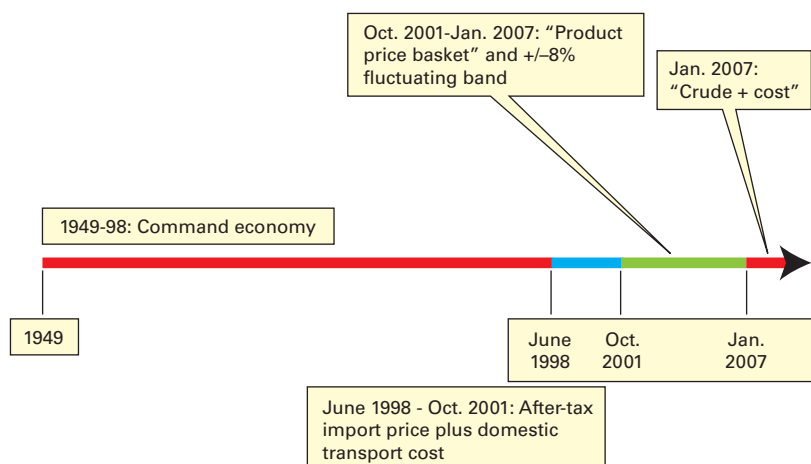 Oct. 2001-Jan. 2007: “Product
price basket” and +/–8%
fluctuating band
Jan. 2007:
“Crude + cost”
1949-98: Command economy
1949
June
1998
Oct.
2001
Jan.
2007
June 1998 - Oct. 2001: After-tax
import price plus domestic
transport cost